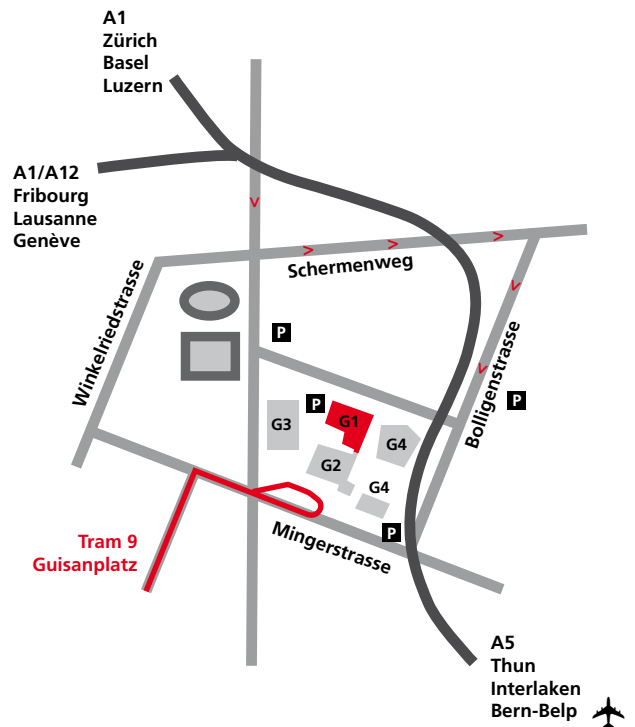 A1
Zürich
Basel
Luzern
A1/A12
Fribourg
Lausanne
Genève
Schermenweg
Winkelriedstrasse
P
Bolligenstrasse
P
P
G1
G3
G4
G2
G4
P
Mingerstrasse
Tram 9
Guisanplatz
A5
Thun
Interlaken
Bern-Belp